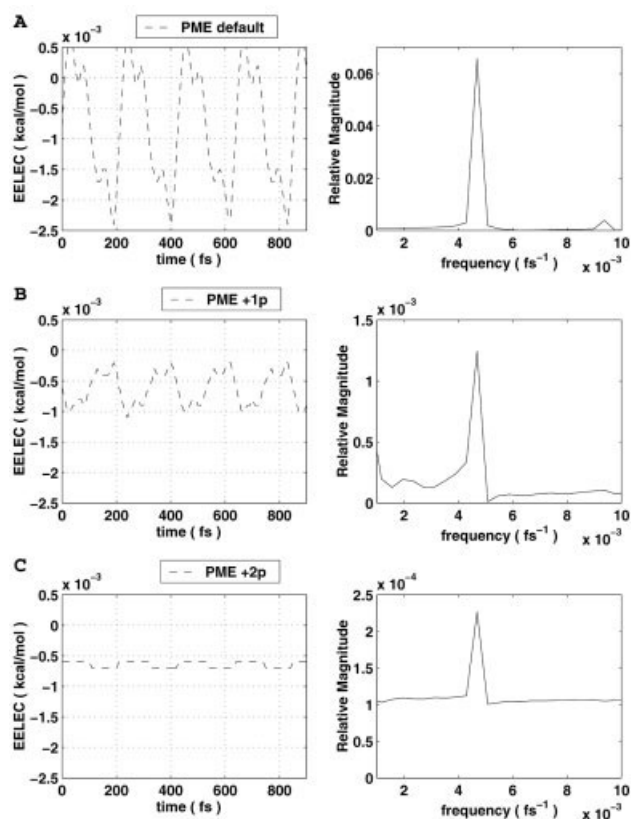 A
PME default
x 10⁻³
0.5
0
-0.5
-1
-1.5
-2
-2.5
EELEC ( kcal/mol)
0 200 400 600 800
time ( fs )
0.06
0.04
0.02
0
Relative Magnitude
2 4 6 8 10
frequency ( fs⁻¹ )
x 10⁻³
B
PME +1p
x 10⁻³
0.5
0
-0.5
-1
-1.5
-2
-2.5
EELEC ( kcal/mol)
0 200 400 600 800
time ( fs )
x 10⁻³
1.5
1
0.5
0
Relative Magnitude
2 4 6 8 10
frequency ( fs⁻¹ )
x 10⁻³
C
PME +2p
x 10⁻³
0.5
0
-0.5
-1
-1.5
-2
-2.5
EELEC ( kcal/mol)
0 200 400 600 800
time ( fs )
x 10⁻⁴
2.5
2
1.5
1
0.5
0
Relative Magnitude
2 4 6 8 10
frequency ( fs⁻¹ )
x 10⁻³